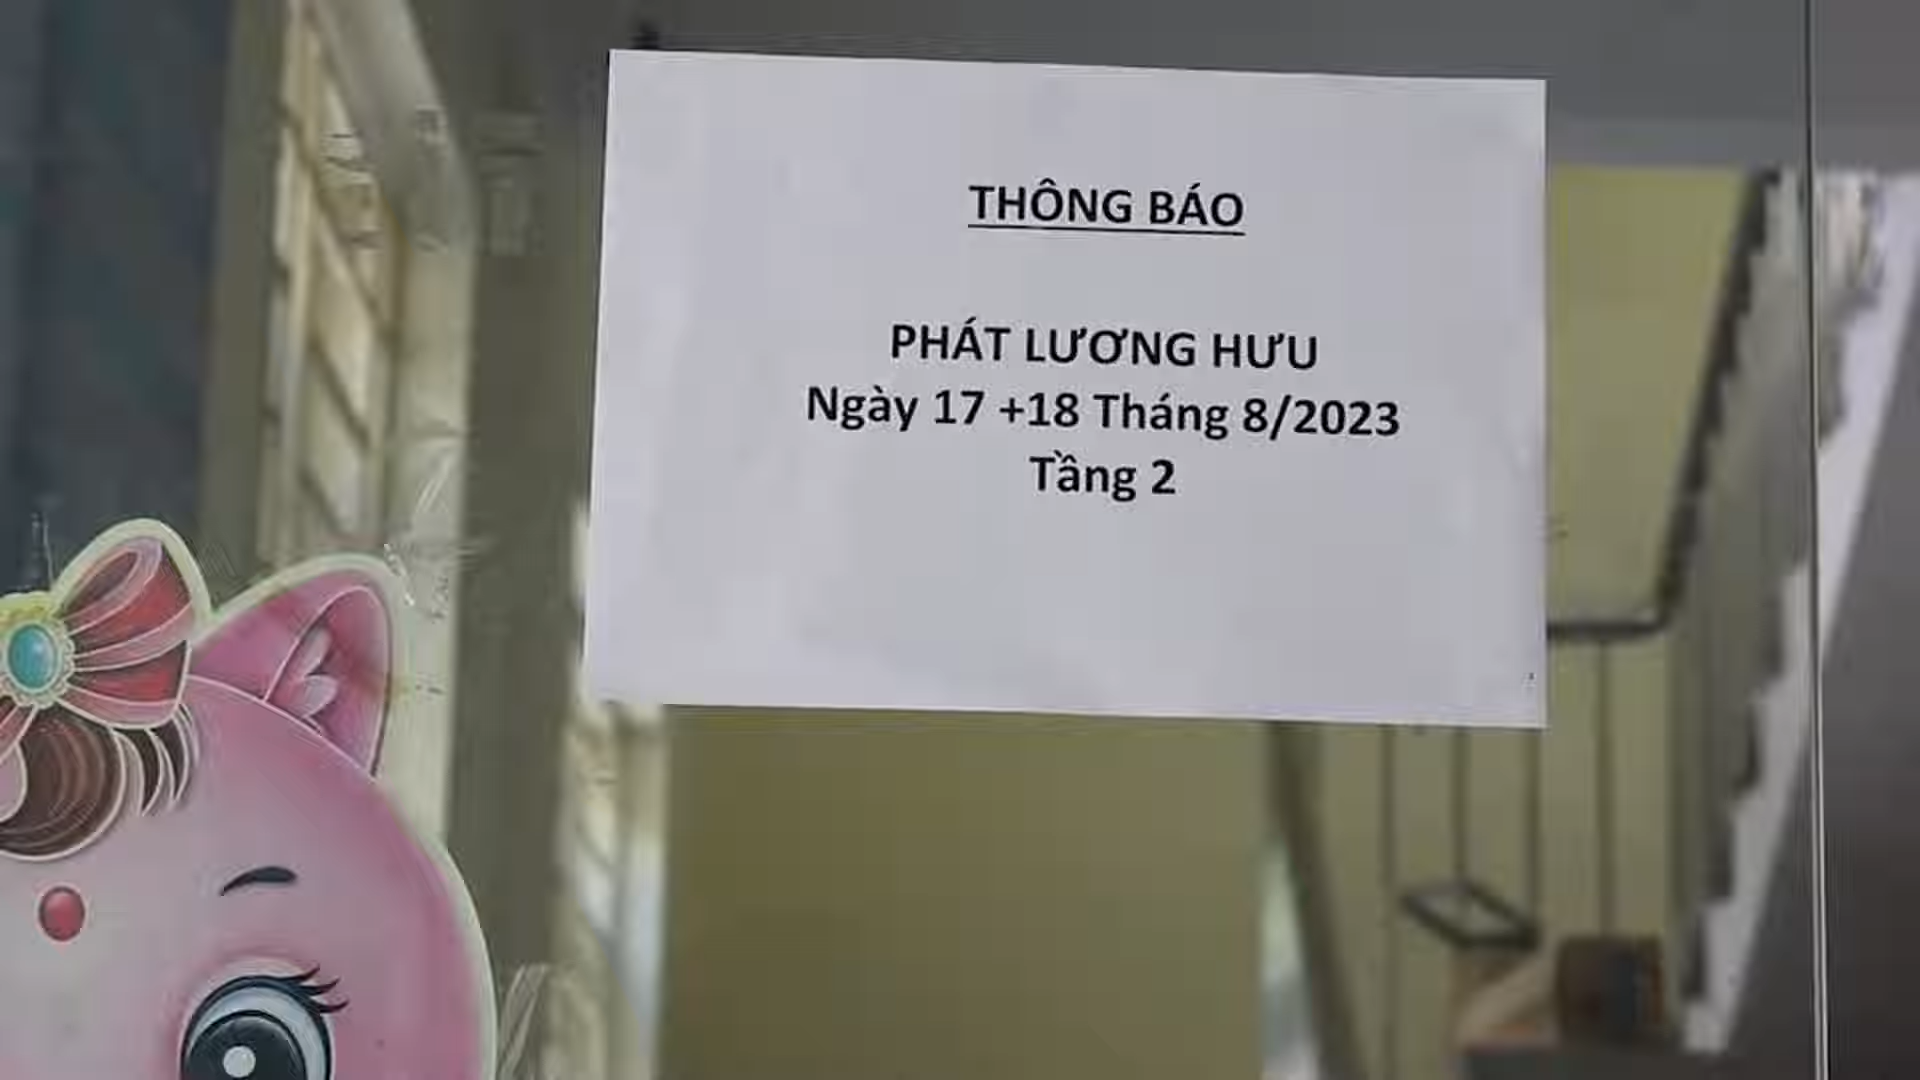 THÔNG BÁO
PHÁT LƯƠNG HƯU
Ngày 17 +18 Tháng 8/2023
Tầng 2